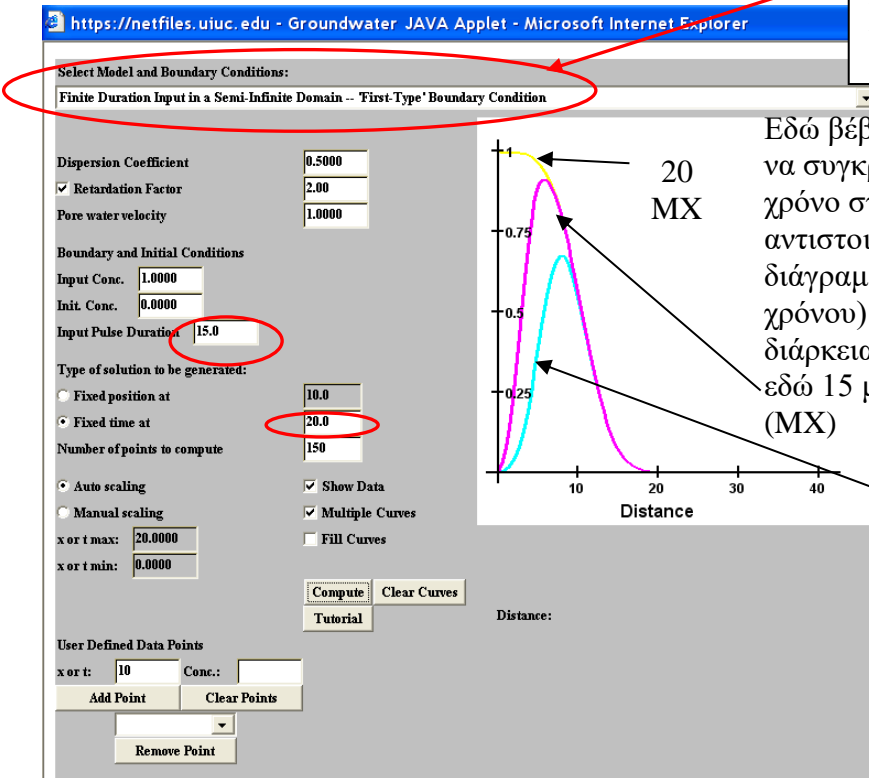 https://netfiles.uiuc.edu - Groundwater JAVA Applet - Microsoft Internet Explorer
Select Model and Boundary Conditions:
Finite Duration Input in a Semi-Infinite Domain -- 'First-Type' Boundary Condition
Dispersion Coefficient 0.5000
Retardation Factor 2.00
Pore water velocity 1.0000
Boundary and Initial Conditions
Input Conc. 1.0000
Init. Conc. 0.0000
Input Pulse Duration 15.0
Type of solution to be generated:
Fixed position at 10.0
Fixed time at 20.0
Number of points to compute 150
Auto scaling Show Data
Manual scaling Multiple Curves
x or t max: 20.0000 Fill Curves
x or t min: 0.0000
Compute Clear Curves
Tutorial
User Defined Data Points
x or t: 10 Conc.:
Add Point Clear Points
Remove Point
1
0.75
0.5
0.25
10 20 30 40
Distance
Distance:
20
ΜΧ
Εδώ
να
χρόνο
χρόνου)
εδώ 15
(ΜΧ)